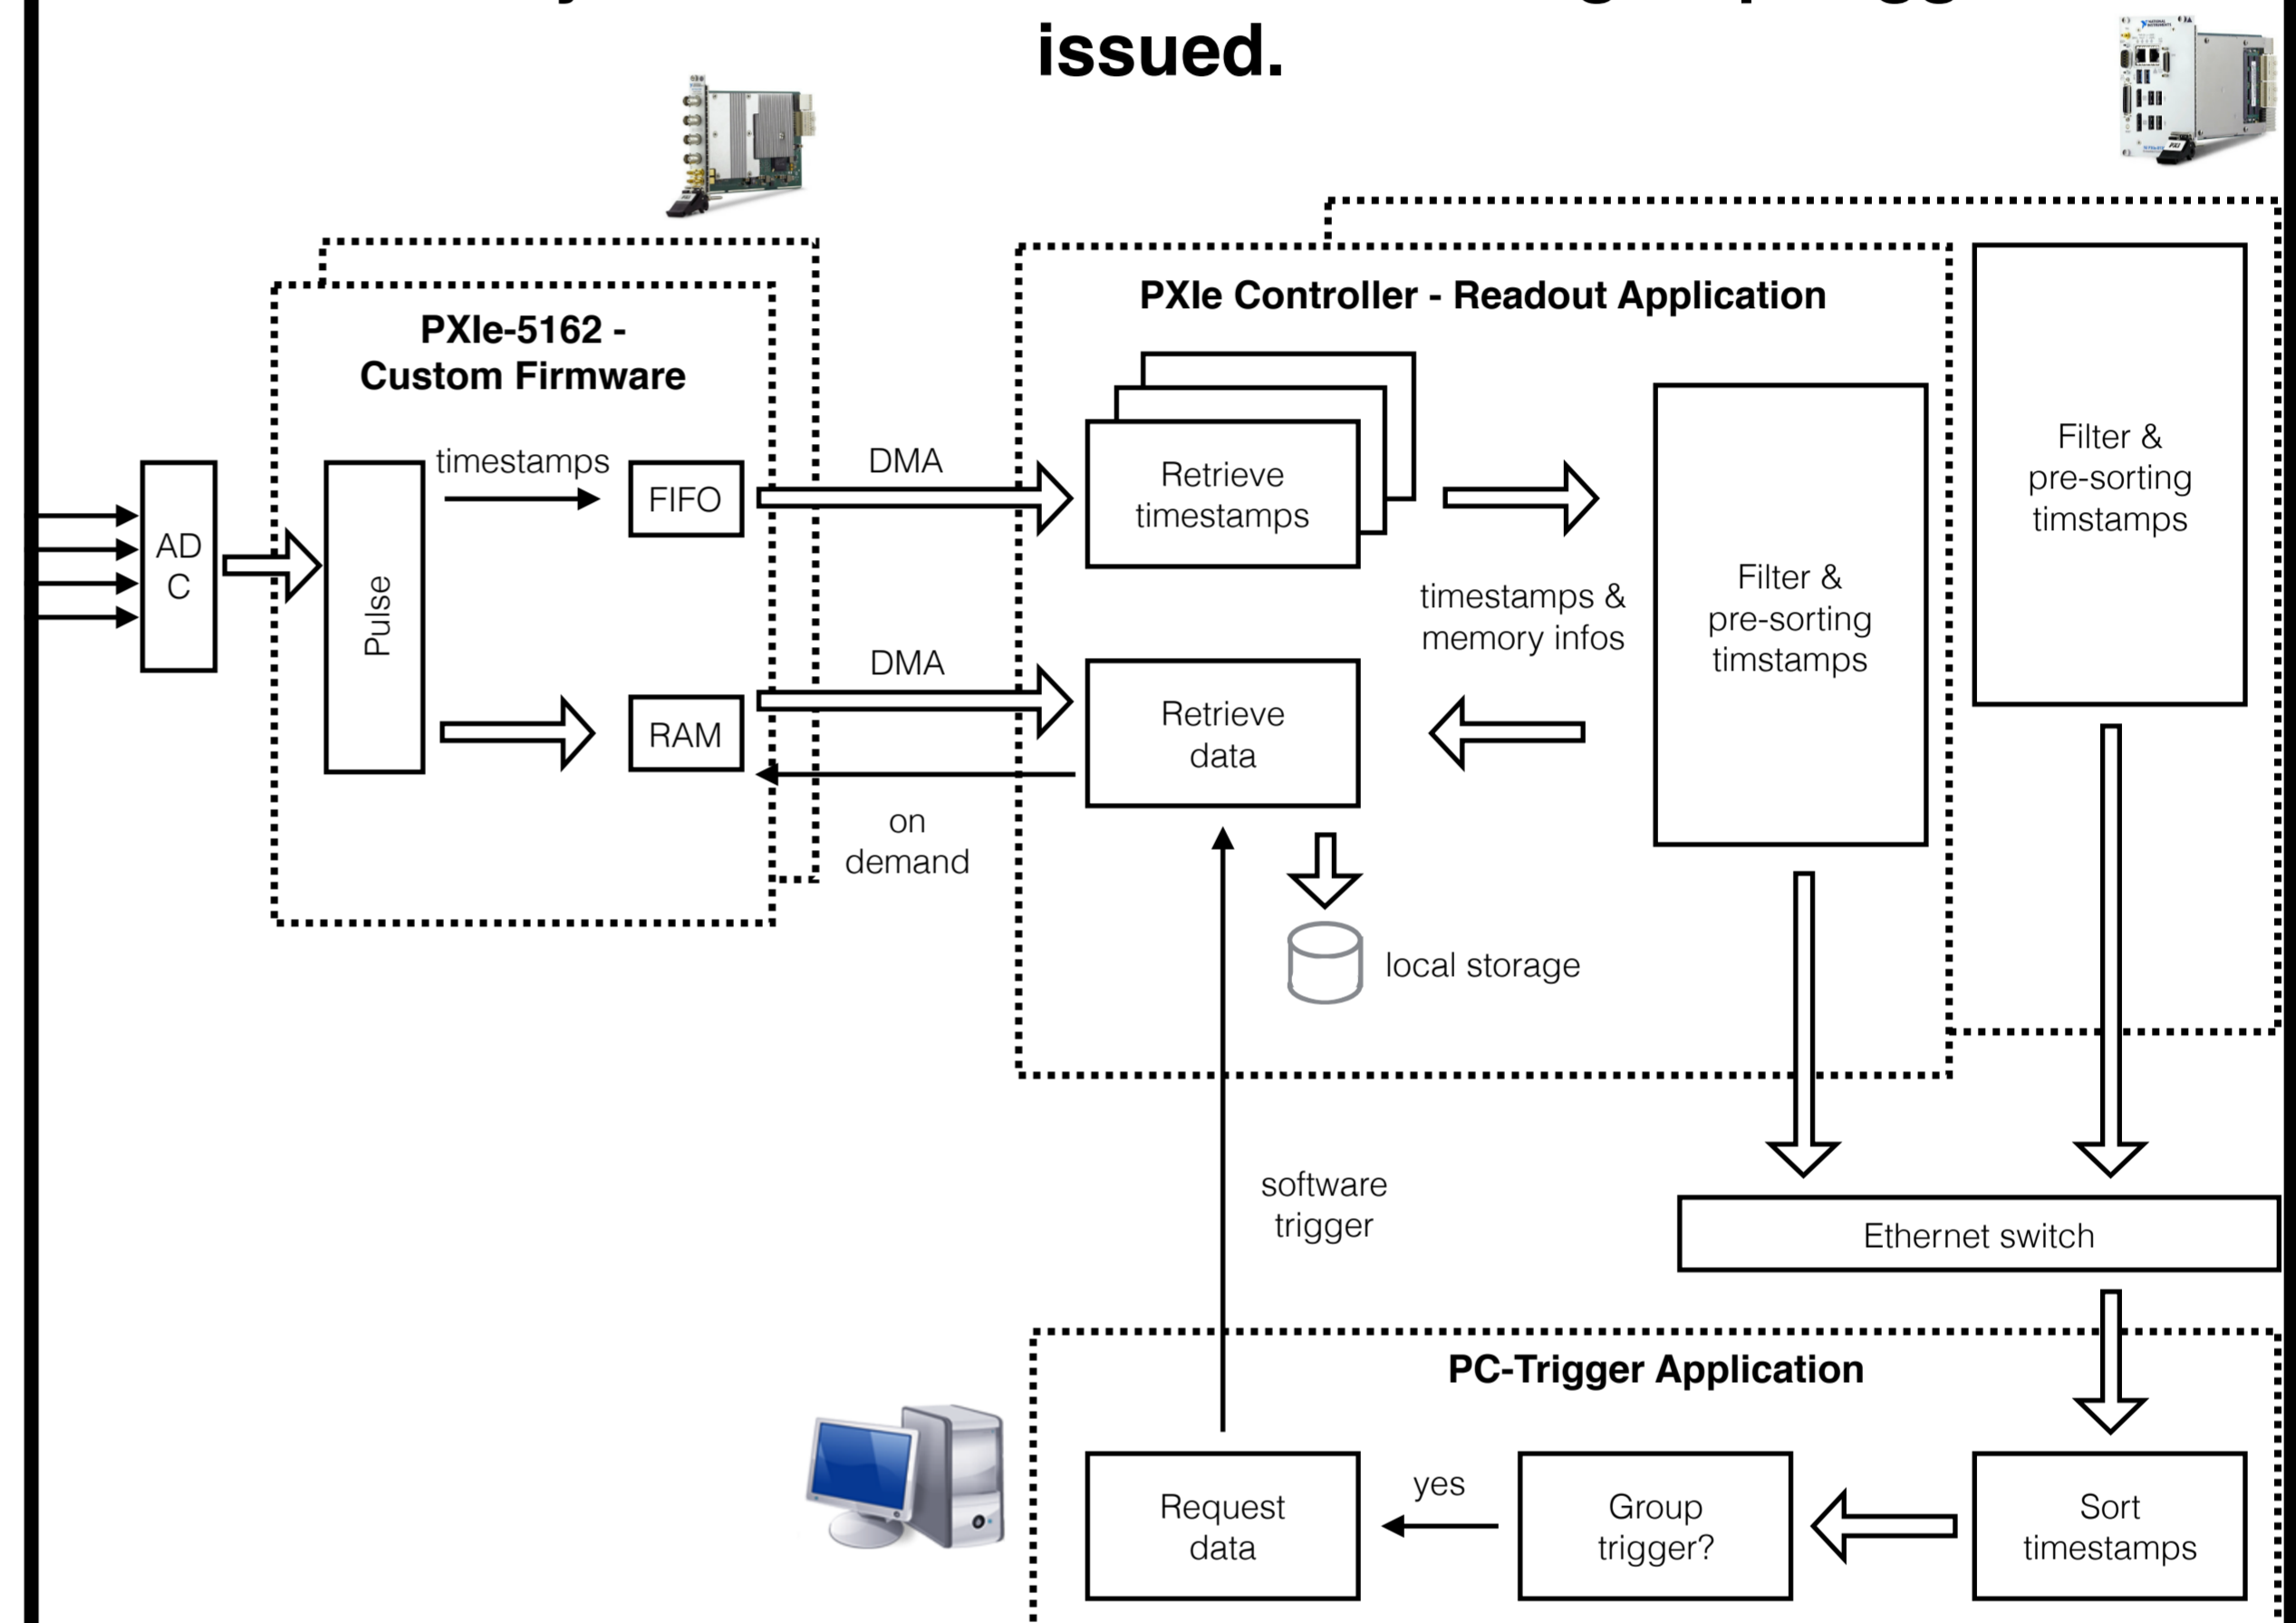 issued.
PXIe-5162 -
Custom Firmware
PXIe Controller - Readout Application
timestamps
FIFO
DMA
Retrieve
timestamps
Filter &
pre-sorting
timstamps
AD
C
Pulse
timestamps &
memory infos
Filter &
pre-sorting
timstamps
DMA
RAM
Retrieve
data
on
demand
local storage
software
trigger
Ethernet switch
PC-Trigger Application
Request
data
yes
Group
trigger?
Sort
timestamps